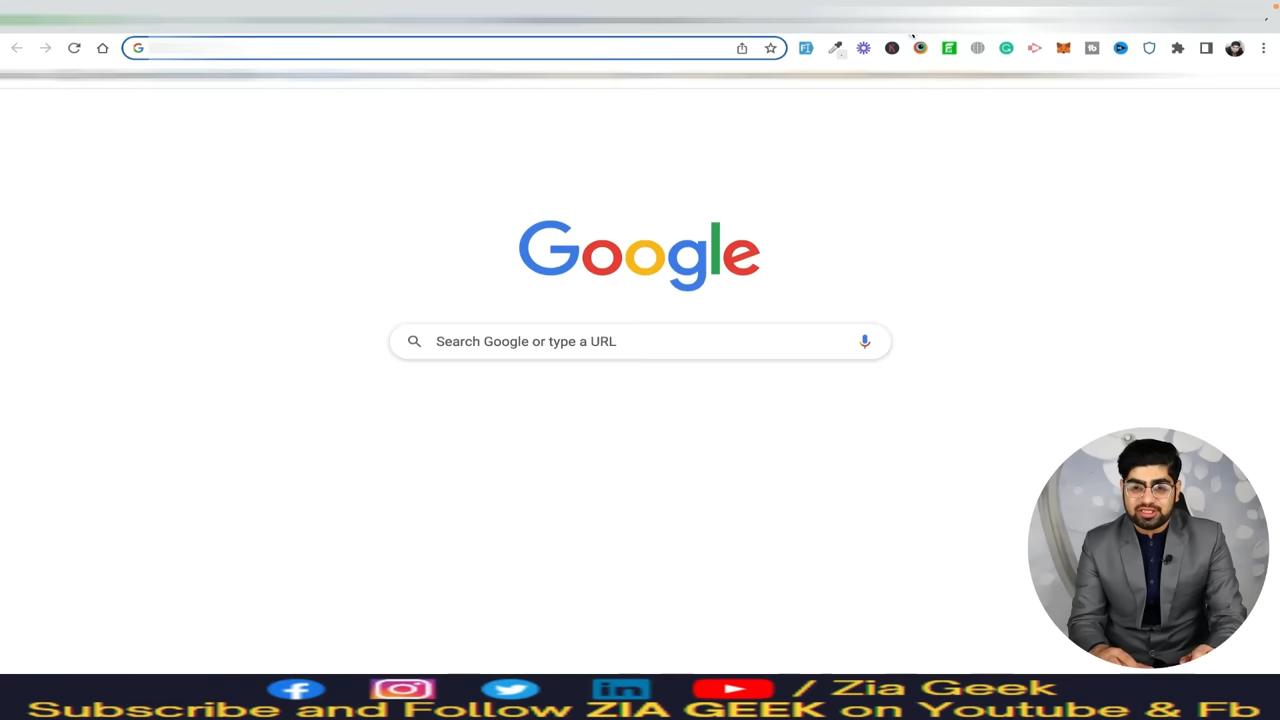 Google
Search Google or type a URL
/ Zia Geek
Subscribe and Follow ZIA GEEK on Youtube & Fb